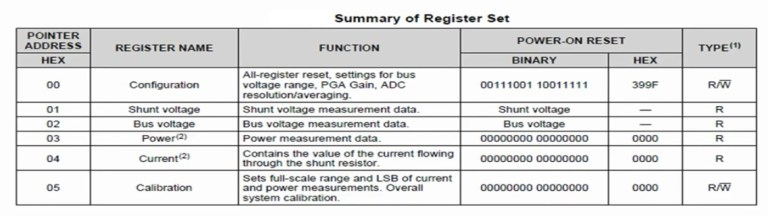 Summary of Register Set
POINTER ADDRESS REGISTER NAME FUNCTION POWER-ON RESET TYPE(1)
HEX BINARY HEX
00 Configuration All-register reset, settings for bus voltage range, PGA Gain, ADC resolution/averaging. 00111001 10011111 399F R/W̅
01 Shunt voltage Shunt voltage measurement data. Shunt voltage — R
02 Bus voltage Bus voltage measurement data. Bus voltage — R
03 Power(2) Power measurement data. 00000000 00000000 0000 R
04 Current(2) Contains the value of the current flowing through the shunt resistor. 00000000 00000000 0000 R
05 Calibration Sets full-scale range and LSB of current and power measurements. Overall system calibration. 00000000 00000000 0000 R/W̅